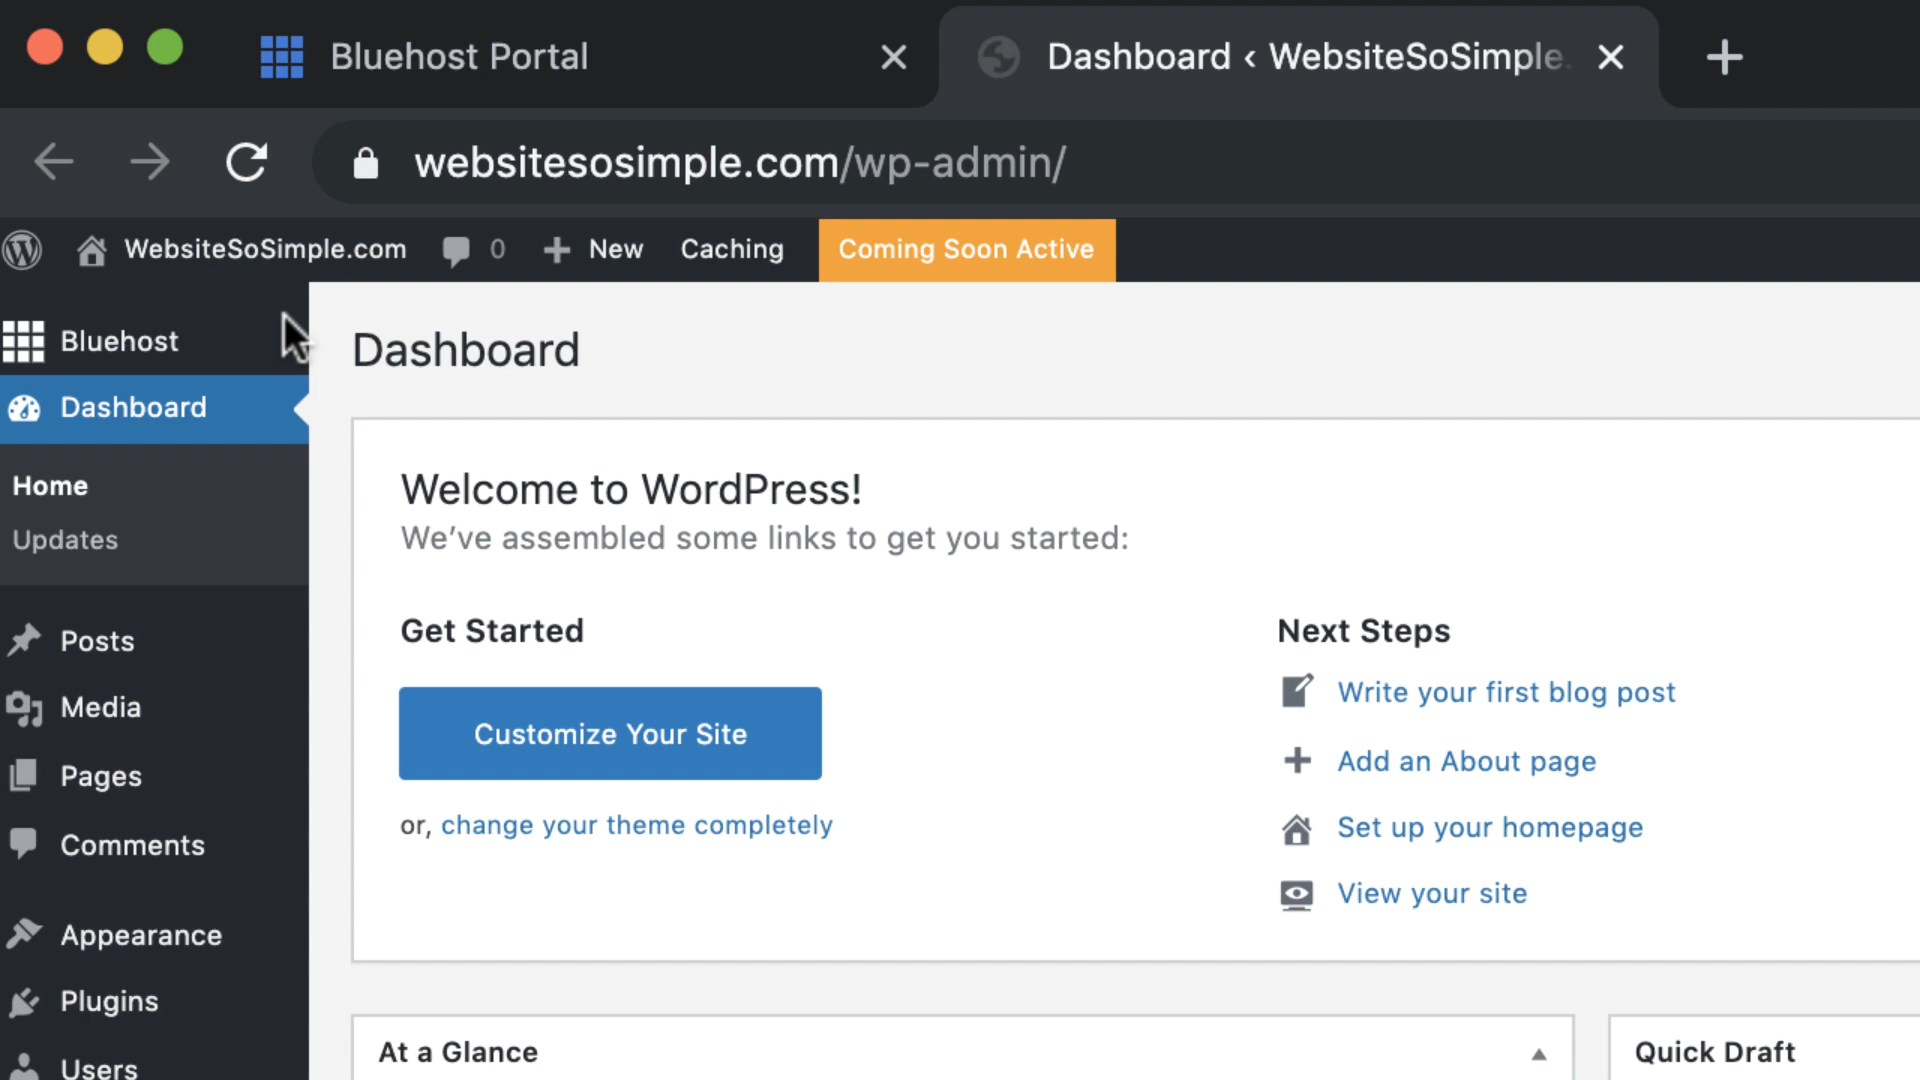 Bluehost Portal
Dashboard ‹ WebsiteSoSimple.
websitesosimple.com/wp-admin/
WebsiteSoSimple.com 0 New Caching Coming Soon Active
Bluehost
Dashboard
Home
Updates
Posts
Media
Pages
Comments
Appearance
Plugins
Users
Dashboard
Welcome to WordPress!
We’ve assembled some links to get you started:
Get Started
Customize Your Site
or, change your theme completely
Next Steps
Write your first blog post
Add an About page
Set up your homepage
View your site
At a Glance
Quick Draft